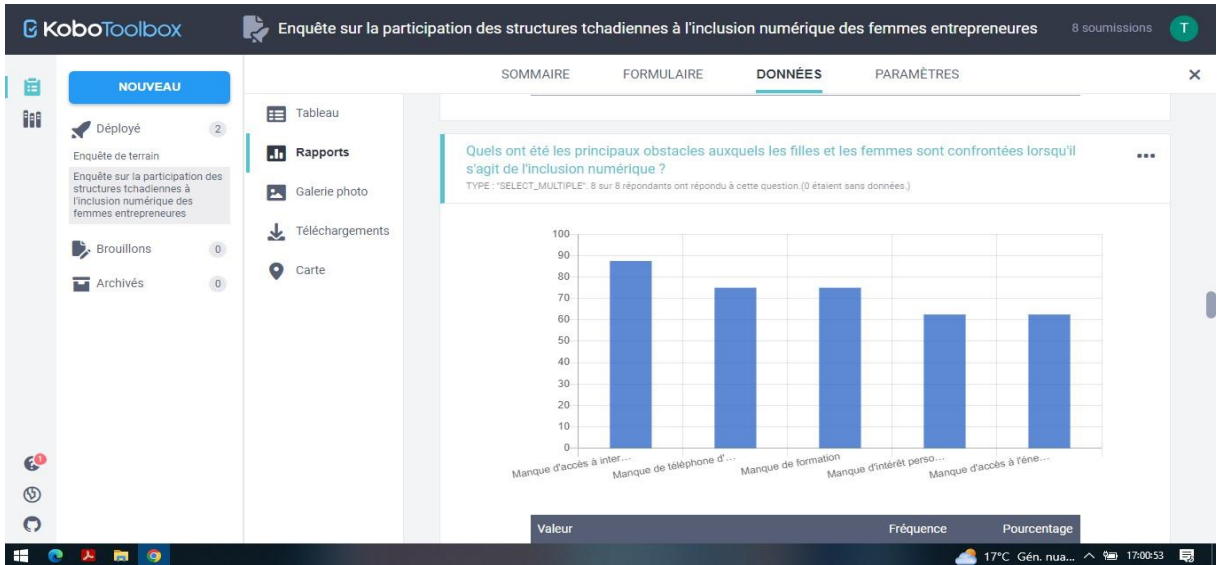 KoboToolbox
Enquête sur la participation des structures tchadiennes à l'inclusion numérique des femmes entrepreneures
8 soumissions
T
NOUVEAU
Déployé
2
Enquête de terrain
Enquête sur la participation des
structures tchadiennes à
l'inclusion numérique des
femmes entrepreneures
Brouillons
0
Archivés
0
1
SOMMAIRE
FORMULAIRE
DONNÉES
PARAMÈTRES
Tableau
Rapports
Galerie photo
Téléchargements
Carte
Quels ont été les principaux obstacles auxquels les filles et les femmes sont confrontées lorsqu'il
s'agit de l'inclusion numérique ?
TYPE : "SELECT_MULTIPLE". 8 sur 8 répondants ont répondu à cette question.(0 étaient sans données.)
100
90
80
70
60
50
40
30
20
10
0
Manque d'accès à inter...
Manque de téléphone d'...
Manque de formation
Manque d'intérêt perso...
Manque d'accès à l'éne...
Valeur
Fréquence
Pourcentage
17°C Gén. nua...
17:00:53